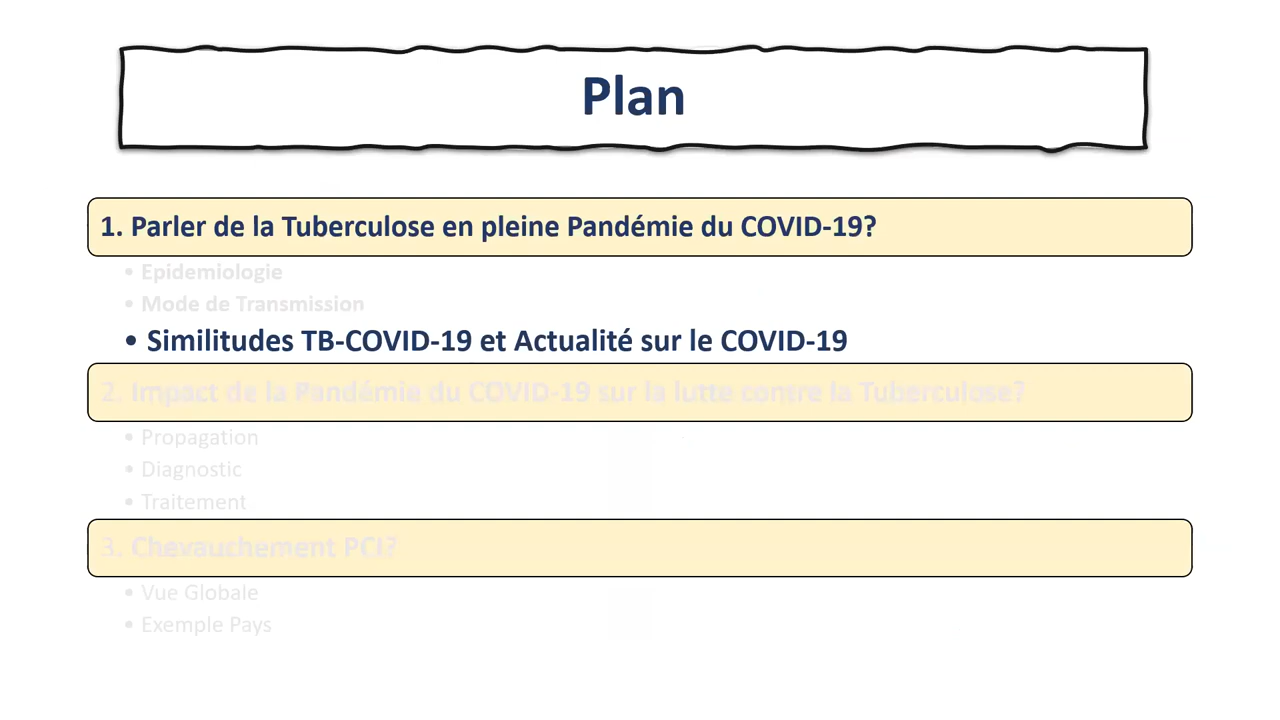 Plan
1. Parler de la Tuberculose en pleine Pandémie du COVID-19?
• Epidemiologie
• Mode de Transmission
• Similitudes TB-COVID-19 et Actualité sur le COVID-19
2. Impact de la Pandémie du COVID-19 sur la lutte contre la Tuberculose?
• Propagation
• Diagnostic
• Traitement
3. Chevauchement PCI?
• Vue Globale
• Exemple Pays